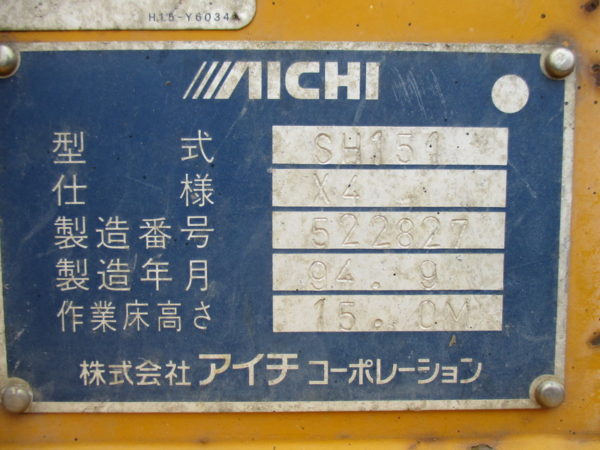 H15-Y6034
AICHI
型式 SH151
仕様 X4
製造番号 522827
製造年月 94.9
作業床高さ 15.0M
株式会社 アイチ コーポレーション